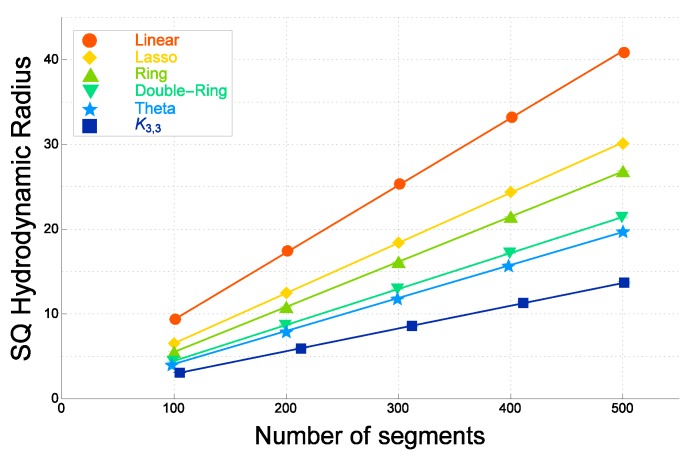 SQ Hydrodynamic Radius
40
30
20
10
0
Linear
Lasso
Ring
Double–Ring
Theta
K3,3
0 100 200 300 400 500
Number of segments